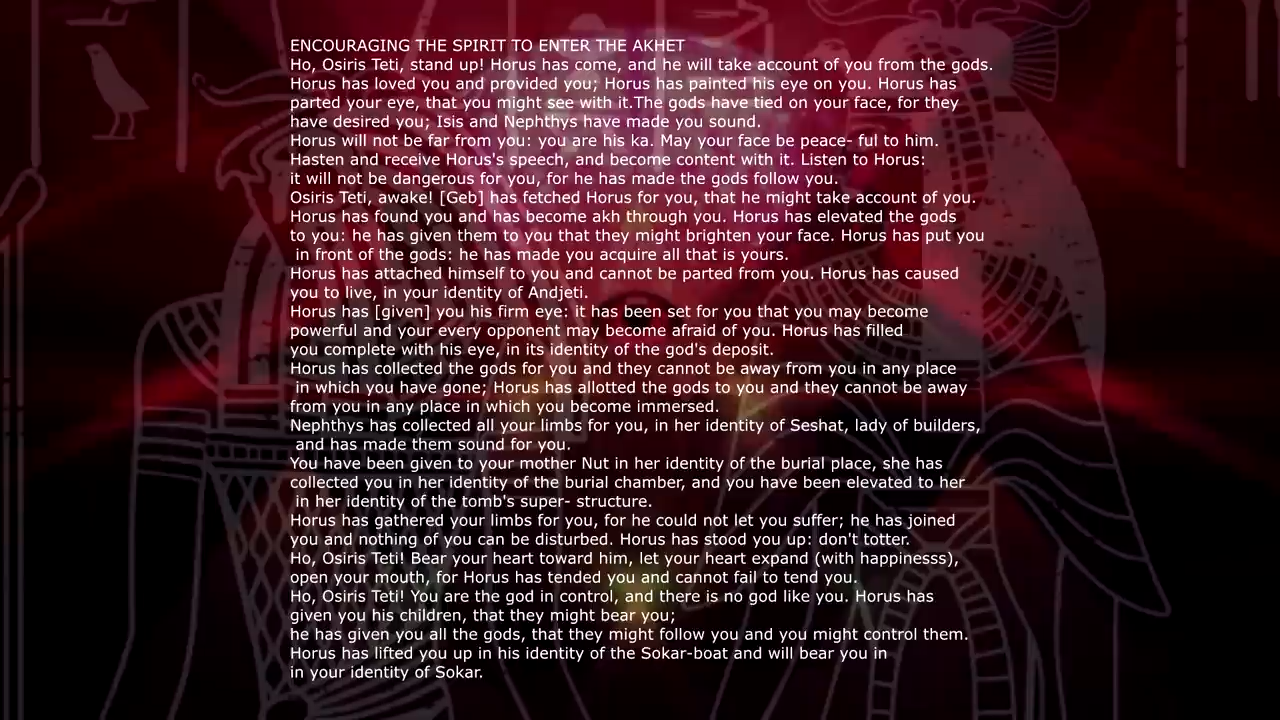 ENCOURAGING THE SPIRIT TO ENTER THE AKHET
Ho, Osiris Teti, stand up! Horus has come, and he will take account of you from the gods.
Horus has loved you and provided you; Horus has painted his eye on you. Horus has
parted your eye, that you might see with it.The gods have tied on your face, for they
have desired you; Isis and Nephthys have made you sound.
Horus will not be far from you: you are his ka. May your face be peace- ful to him.
Hasten and receive Horus's speech, and become content with it. Listen to Horus:
it will not be dangerous for you, for he has made the gods follow you.
Osiris Teti, awake! [Geb] has fetched Horus for you, that he might take account of you.
Horus has found you and has become akh through you. Horus has elevated the gods
to you: he has given them to you that they might brighten your face. Horus has put you
in front of the gods: he has made you acquire all that is yours.
Horus has attached himself to you and cannot be parted from you. Horus has caused
you to live, in your identity of Andjeti.
Horus has [given] you his firm eye: it has been set for you that you may become
powerful and your every opponent may become afraid of you. Horus has filled
you complete with his eye, in its identity of the god's deposit.
Horus has collected the gods for you and they cannot be away from you in any place
in which you have gone; Horus has allotted the gods to you and they cannot be away
from you in any place in which you become immersed.
Nephthys has collected all your limbs for you, in her identity of Seshat, lady of builders,
and has made them sound for you.
You have been given to your mother Nut in her identity of the burial place, she has
collected you in her identity of the burial chamber, and you have been elevated to her
in her identity of the tomb's super- structure.
Horus has gathered your limbs for you, for he could not let you suffer; he has joined
you and nothing of you can be disturbed. Horus has stood you up: don't totter.
Ho, Osiris Teti! Bear your heart toward him, let your heart expand (with happinesss),
open your mouth, for Horus has tended you and cannot fail to tend you.
Ho, Osiris Teti! You are the god in control, and there is no god like you. Horus has
given you his children, that they might bear you;
he has given you all the gods, that they might follow you and you might control them.
Horus has lifted you up in his identity of the Sokar-boat and will bear you in
in your identity of Sokar.